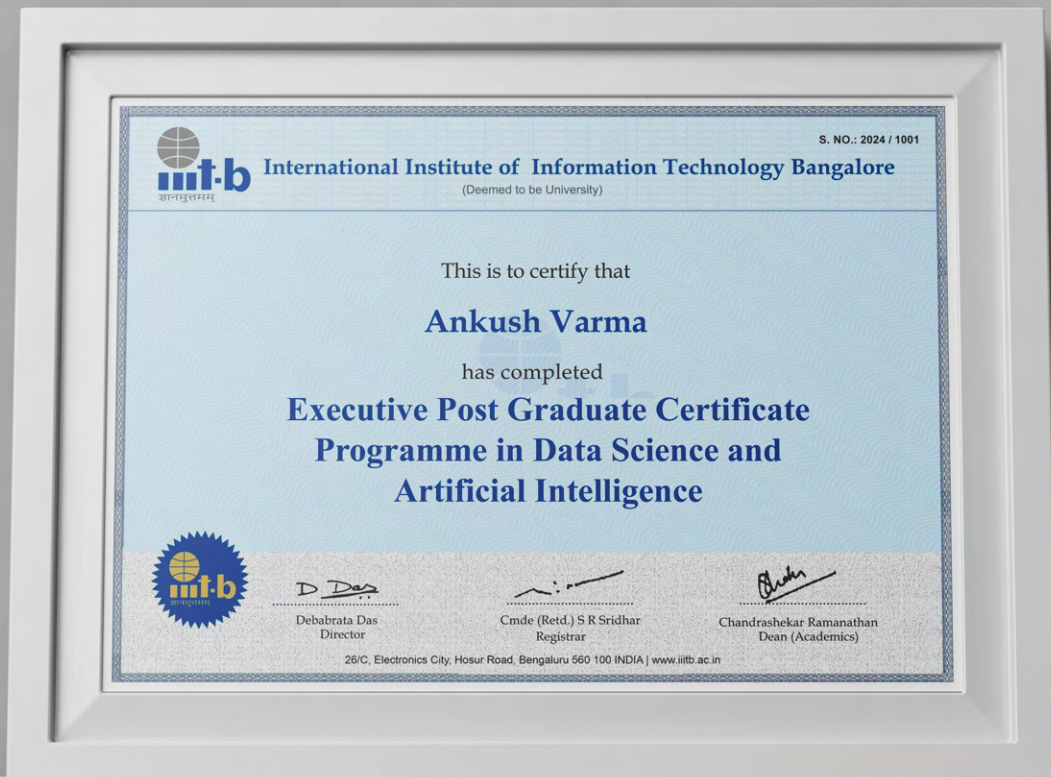 S. NO.: 2024 / 1001
iiit-b
ज्ञानमुत्तमम्
International Institute of Information Technology Bangalore
(Deemed to be University)
This is to certify that
Ankush Varma
has completed
Executive Post Graduate Certificate
Programme in Data Science and
Artificial Intelligence
iiit-b
ज्ञानमुत्तमम्
D Das
Debabrata Das
Director
Cmde (Retd.) S R Sridhar
Registrar
Chandrashekar Ramanathan
Dean (Academics)
26/C, Electronics City, Hosur Road, Bengaluru 560 100 INDIA | www.iiitb.ac.in